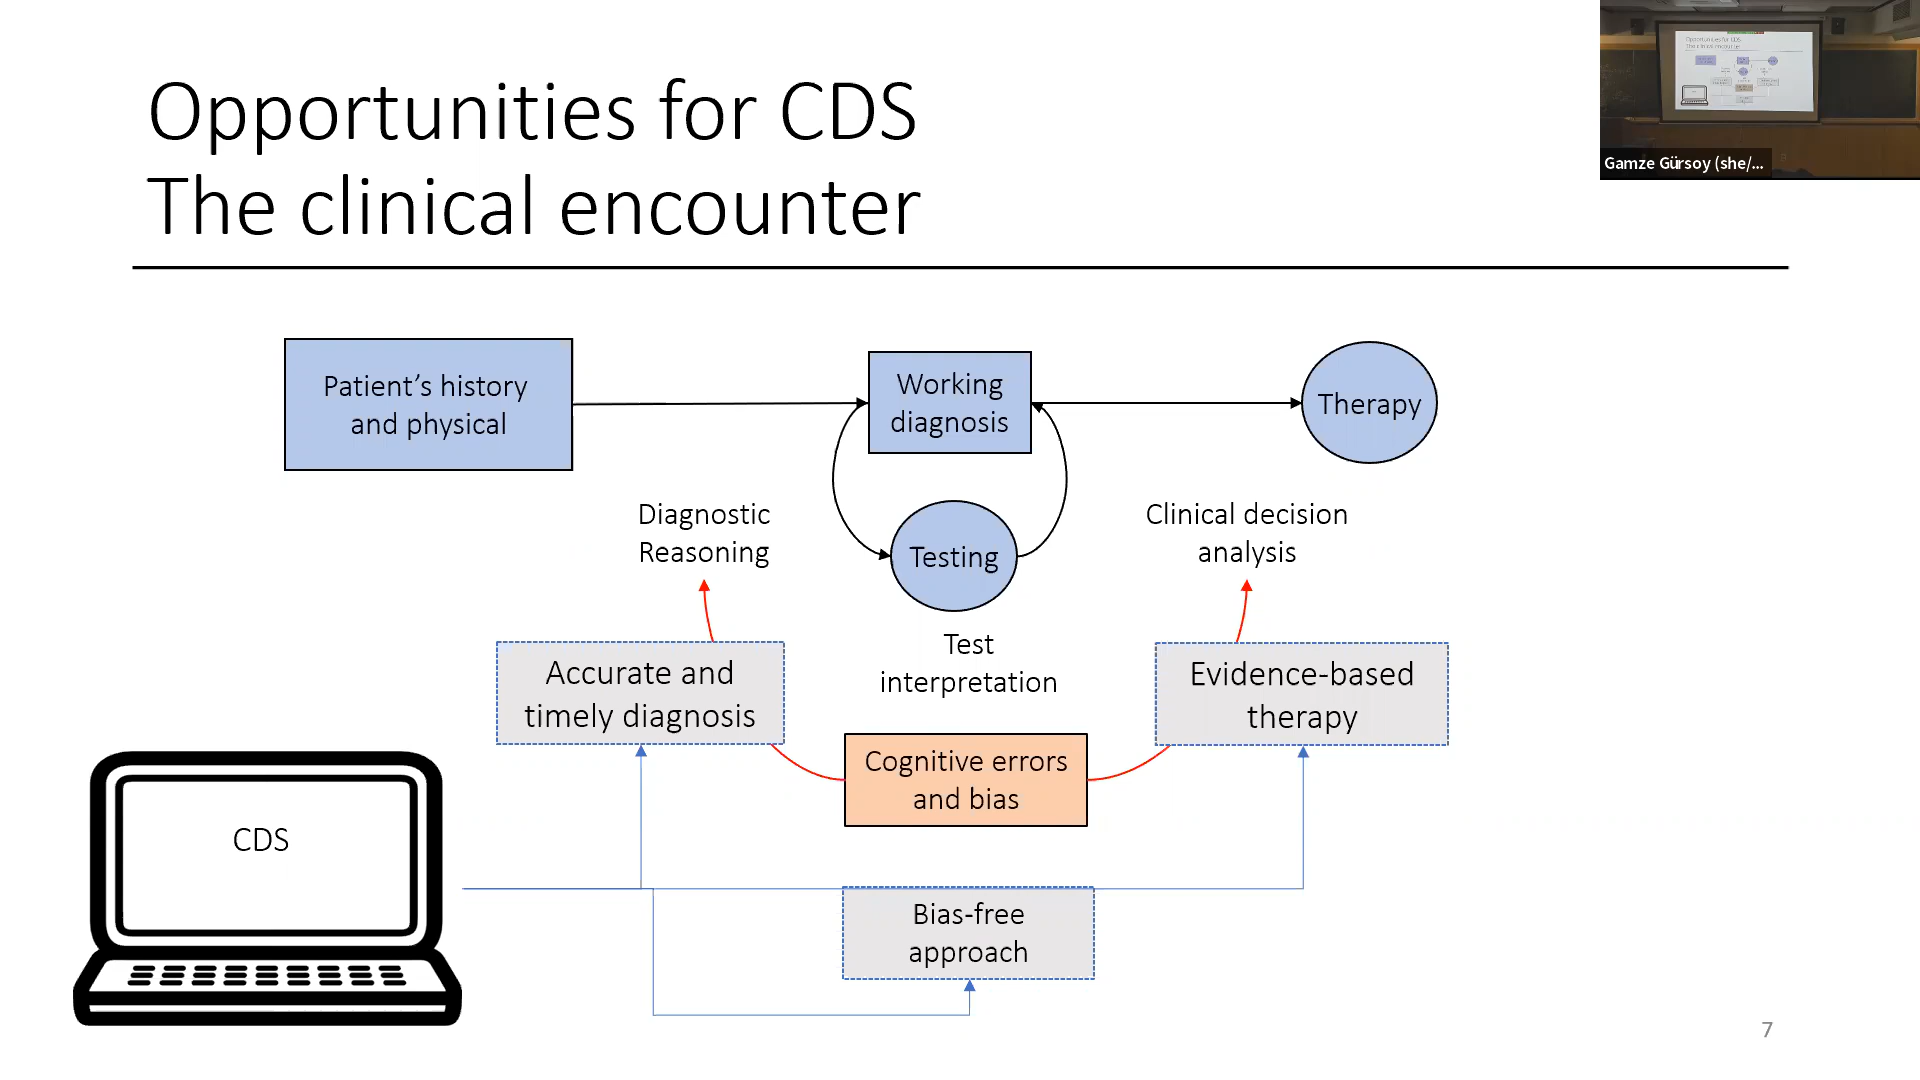 Opportunities for CDS
The clinical encounter
Gamze Gürsoy (she/...
Patient’s history
and physical
Working
diagnosis
Therapy
Diagnostic
Reasoning
Testing
Clinical decision
analysis
Test
interpretation
Accurate and
timely diagnosis
Evidence-based
therapy
Cognitive errors
and bias
CDS
Bias-free
approach
7